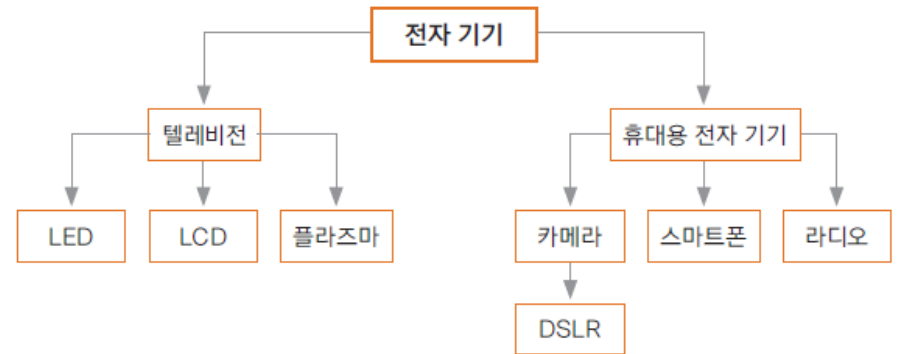 전자 기기
텔레비전
휴대용 전자 기기
LED
LCD
플라즈마
카메라
스마트폰
라디오
DSLR